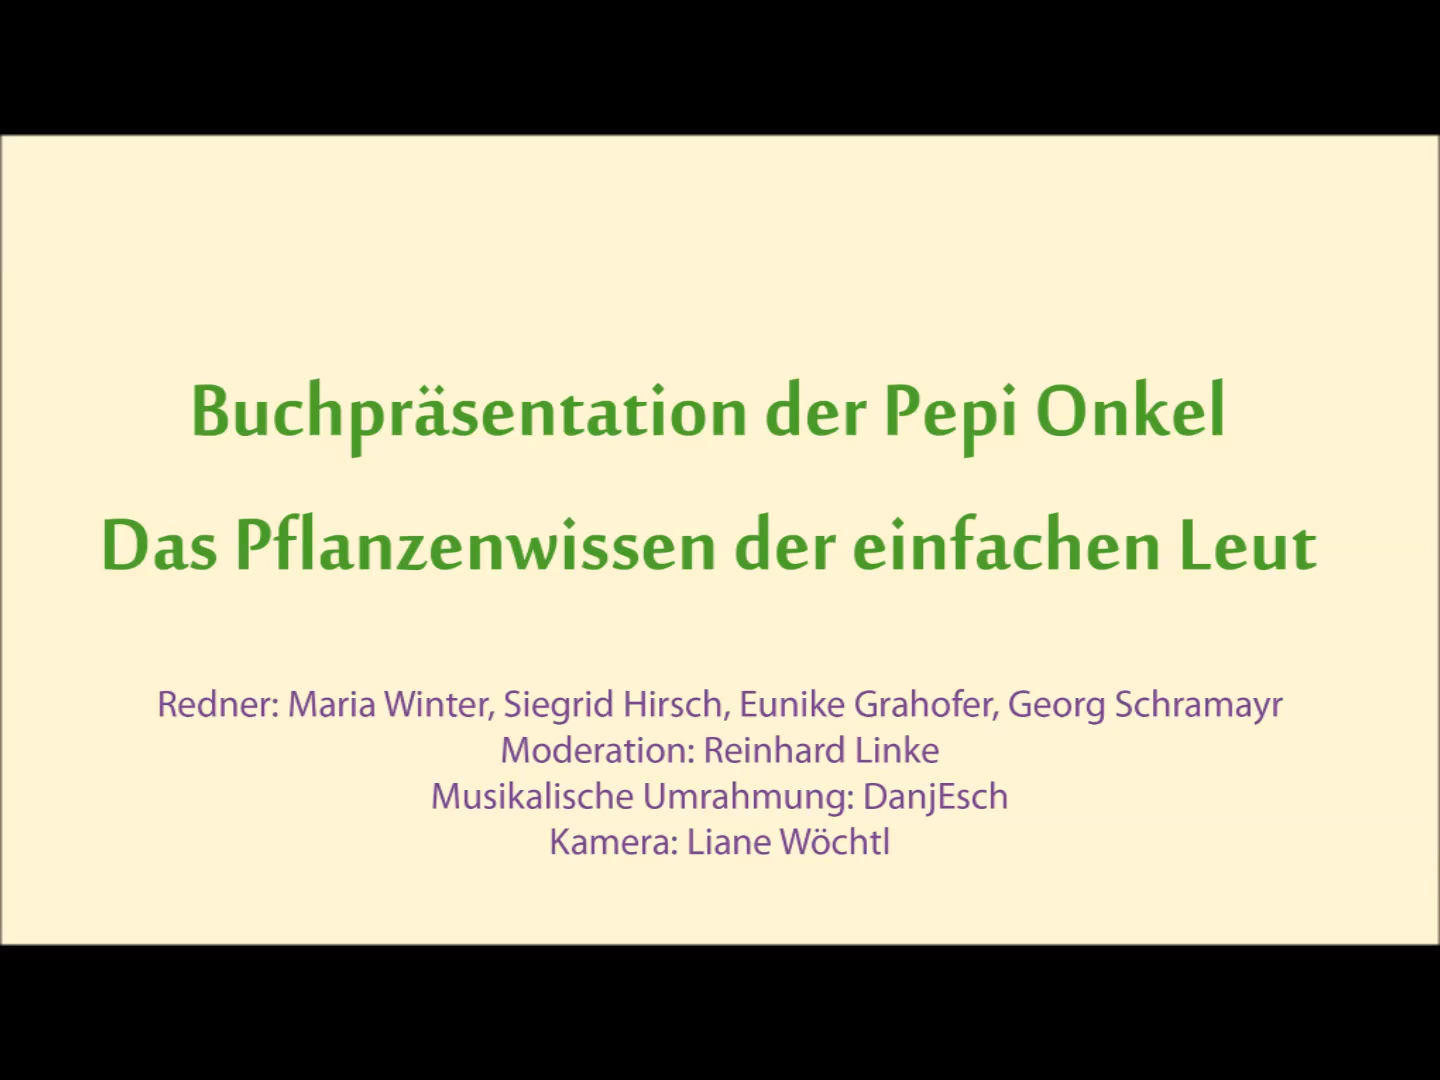 Buchpräsentation der Pepi Onkel
Das Pflanzenwissen der einfachen Leut
Redner: Maria Winter, Siegrid Hirsch, Eunike Grahofer, Georg Schramayr
Moderation: Reinhard Linke
Musikalische Umrahmung: DanjEsch
Kamera: Liane Wöchtl